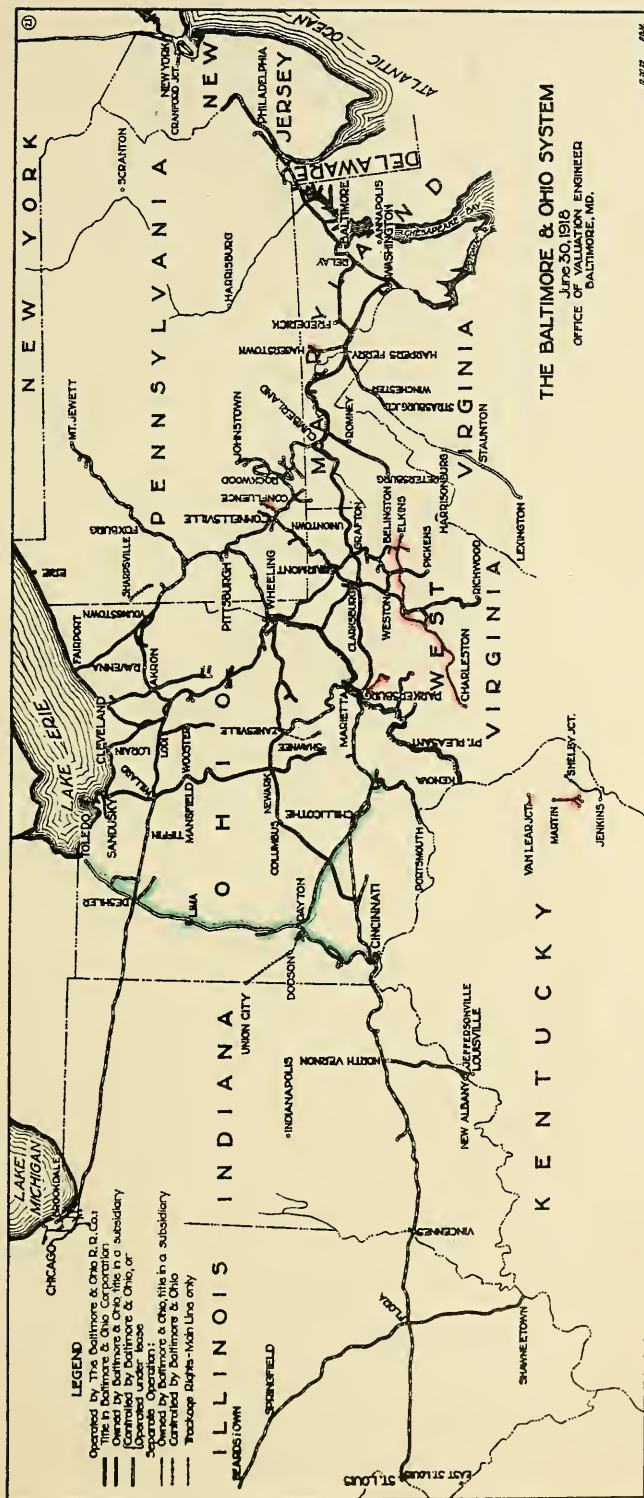 (2)
THE BALTIMORE & OHIO SYSTEM
June 30, 1918
OFFICE OF VALUATION ENGINEER
BALTIMORE, MD.
LEGEND
Operated by The Baltimore & Ohio R.R. Co.:
Title in Baltimore & Ohio Corporation
Owned by Baltimore & Ohio, title in a subsidiary
Controlled by Baltimore & Ohio, or
Operated under lease
Separate Operation:
Owned by Baltimore & Ohio, title in a subsidiary
Controlled by Baltimore & Ohio
Trackage Rights-Main Line only
LAKE MICHIGAN
CHICAGO
BROOKDALE
ILLINOIS
BEARDSTOWN
SPRINGFIELD
FLORA
ST. LOUIS
EAST ST. LOUIS
SHAWNEETOWN
VINCENNES
INDIANA
INDIANAPOLIS
UNION CITY
NORTH VERNON
NEW ALBANY
JEFFERSONVILLE
LOUISVILLE
KENTUCKY
VAN LEAR JCT.
MARTIN
SHELBY JCT.
JENKINS
LAKE ERIE
TOLEDO
SANDUSKY
LORAIN
CLEVELAND
FAIRPORT
DESHLER
TIFFIN
WILLARD
LODI
AKRON
RAVENNA
YOUNGSTOWN
MANSFIELD
WOOSTER
LIMA
OHIO
DAYTON
DODSON
CINCINNATI
COLUMBUS
NEWARK
ZANESVILLE
SHAWNEE
CHILLICOTHE
PORTSMOUTH
MARIETTA
ERIE
NEW YORK
PENNSYLVANIA
SHARPSVILLE
FOXBURG
MT. JEWETT
PITTSBURGH
WHEELING
CONNELLSVILLE
CONFLUENCE
UNIONTOWN
ROCKWOOD
JOHNSTOWN
HARRISBURG
SCRANTON
PHILADELPHIA
NEW YORK
CRANFORD JCT.
NEW JERSEY
ATLANTIC OCEAN
DELAWARE
MARYLAND
CUMBERLAND
HAGERSTOWN
FREDERICK
RELAY
BALTIMORE
ANNAPOLIS
WASHINGTON
CHESAPEAKE BAY
HARPERS FERRY
WINCHESTER
STRASBURG JCT.
ROMNEY
PETERSBURG
VIRGINIA
HARRISONBURG
STAUNTON
LEXINGTON
WEST VIRGINIA
FAIRMONT
GRAFTON
CLARKSBURG
WESTON
BELINGTON
ELKINS
PICKENS
RICHWOOD
CHARLESTON
PARKERSBURG
PT. PLEASANT
KENOVA